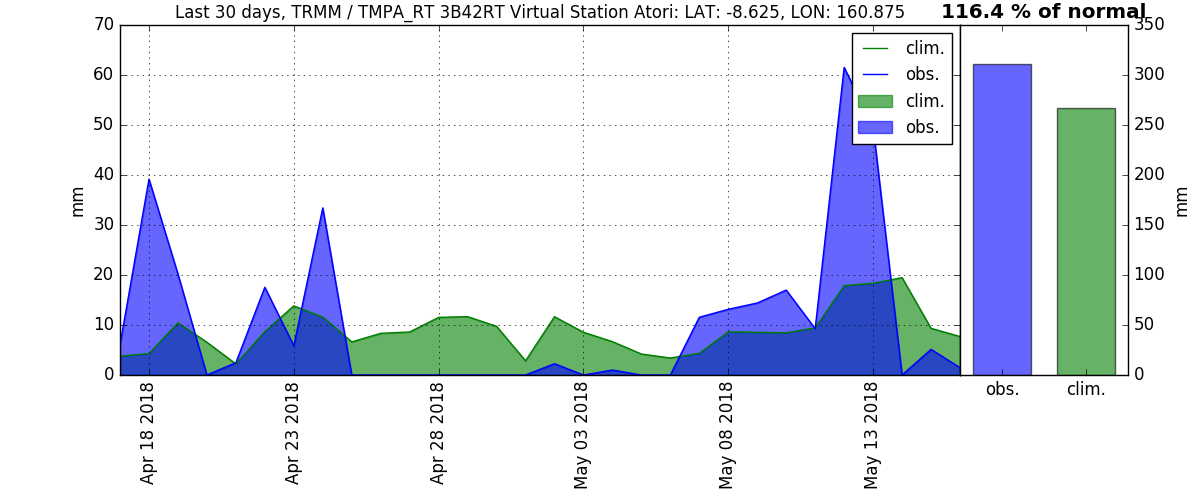 Last 30 days, TRMM / TMPA_RT 3B42RT Virtual Station Atori: LAT: -8.625, LON: 160.875
116.4 % of normal
70
60
50
40
30
20
10
0
mm
clim.
obs.
clim.
obs.
Apr 18 2018
Apr 23 2018
Apr 28 2018
May 03 2018
May 08 2018
May 13 2018
350
300
250
200
150
100
50
0
mm
obs.
clim.